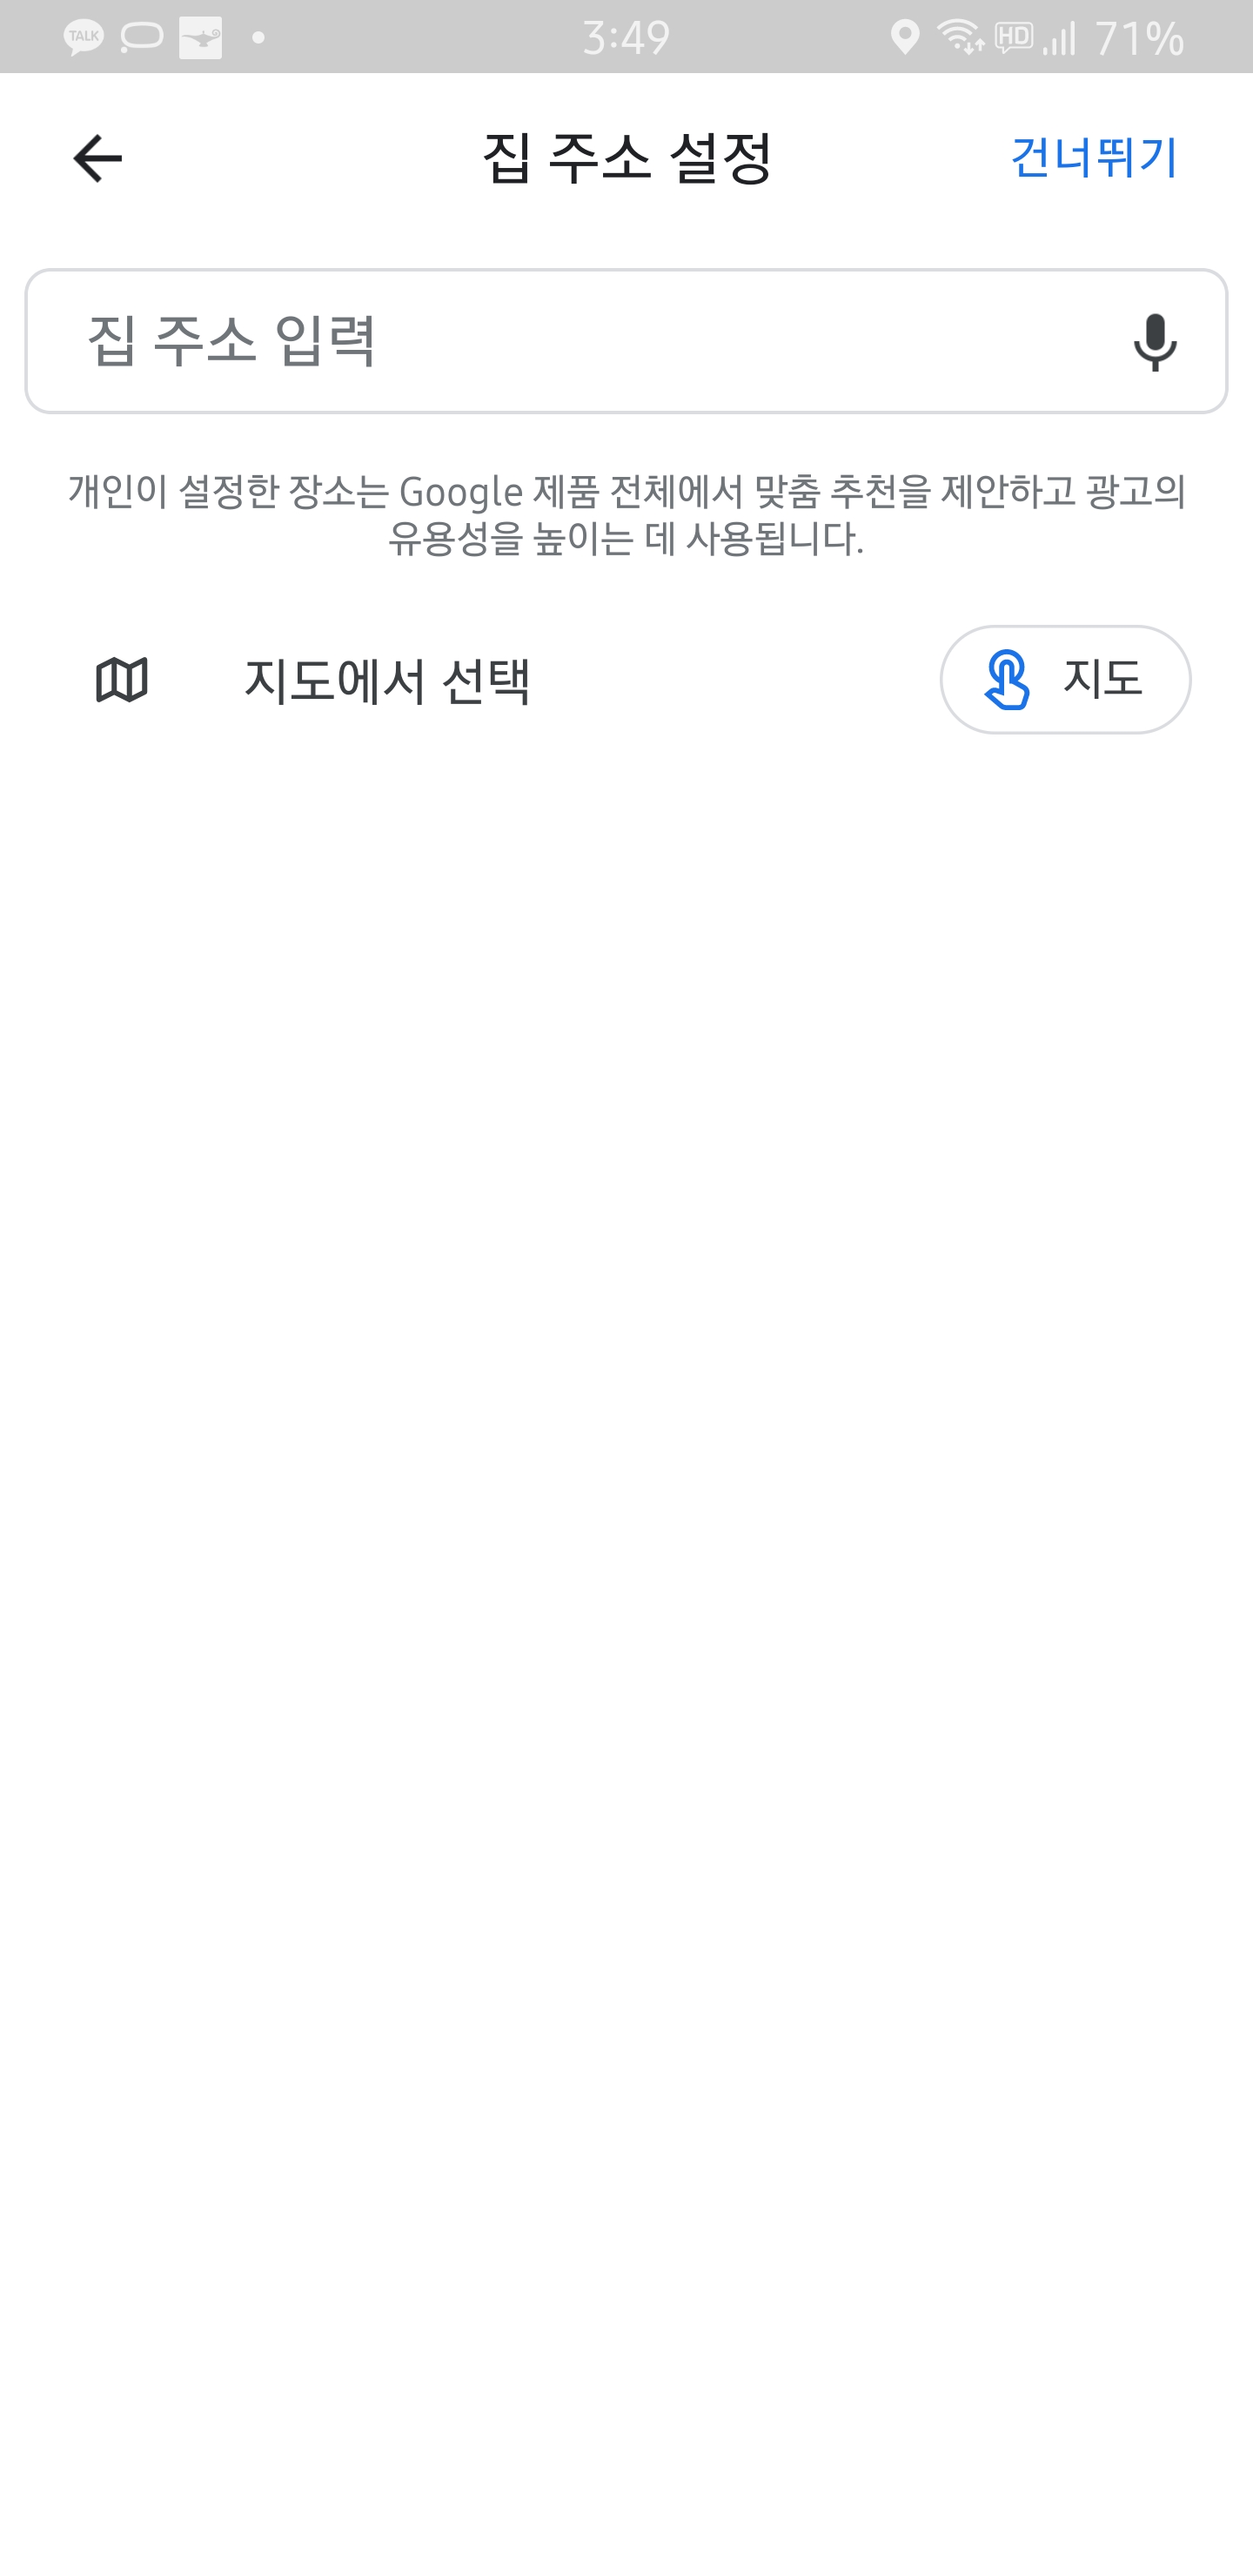 TALK 3:49 HD 71%
집 주소 설정 건너뛰기
집 주소 입력
개인이 설정한 장소는 Google 제품 전체에서 맞춤 추천을 제안하고 광고의
유용성을 높이는 데 사용됩니다.
지도에서 선택 지도